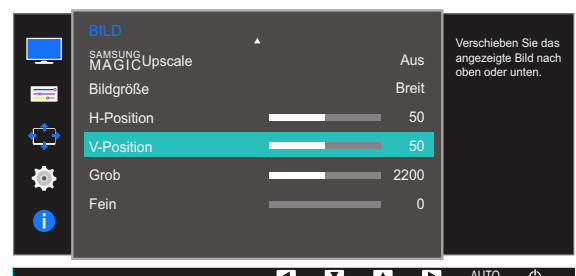 BILD
SAMSUNG
MAGIC Upscale Aus
Bildgröße Breit
H-Position 50
V-Position 50
Grob 2200
Fein 0
Verschieben Sie das
angezeigte Bild nach
oben oder unten.
AUTO